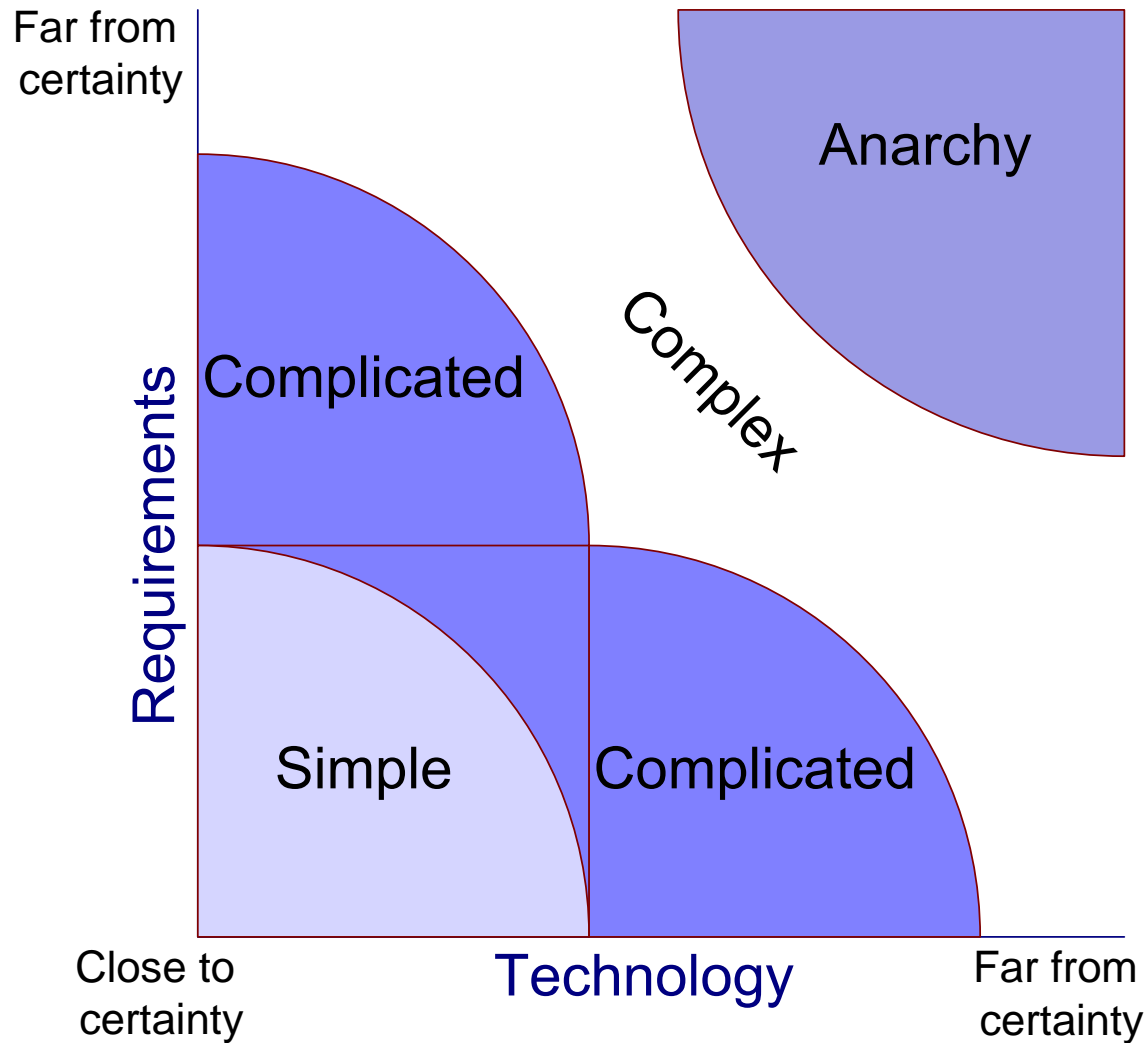 Far from
certainty
Anarchy
Complex
Complicated
Requirements
Simple
Complicated
Close to
certainty
Technology
Far from
certainty